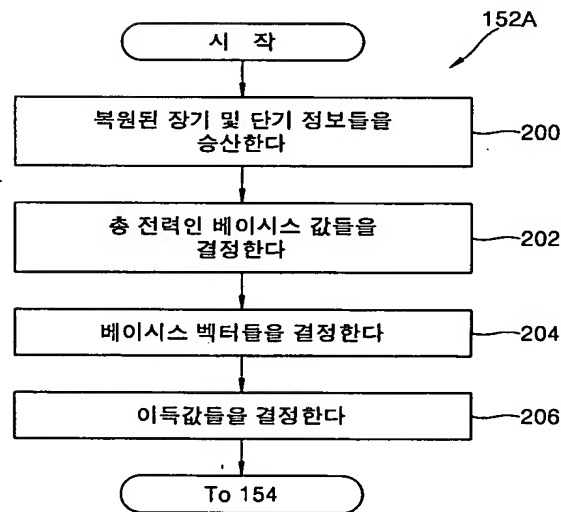 152A
시 작
복원된 장기 및 단기 정보들을
승산한다
200
총 전력인 베이시스 값들을
결정한다
202
베이시스 벡터들을 결정한다
204
이득값들을 결정한다
206
To 154